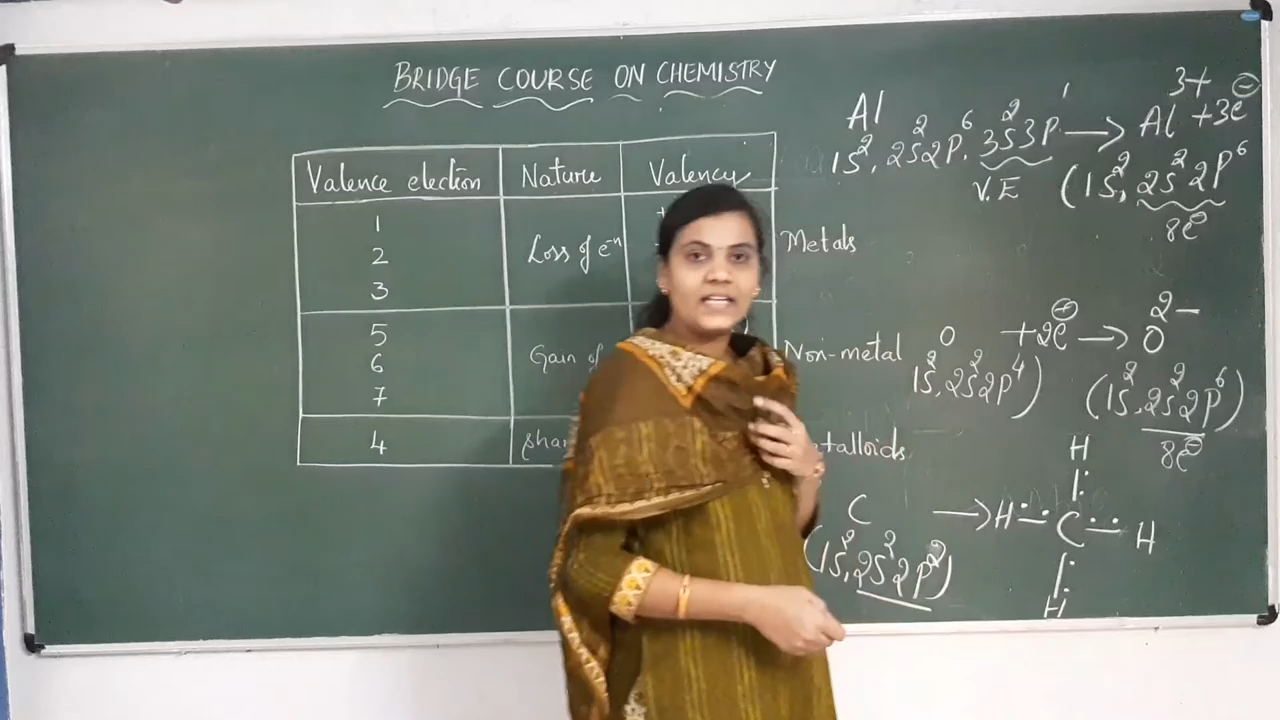 BRIDGE COURSE ON CHEMISTRY
Valence election Nature Valency
1
2
3
Loss of e⁻ⁿ
Metals
5
6
7
Gain of
Non-metal
4
Al
1s², 2s²2p⁶, 3s²3p¹ → Al³⁺ + 3e⊖
V.E
(1s², 2s²2p⁶
8e⊖
O + 2e⊕ → O²⁻
1s², 2s²2p⁴) (1s², 2s²2p⁶)
8e⊖
H
C → H C H
(1s², 2s²2p²)
H